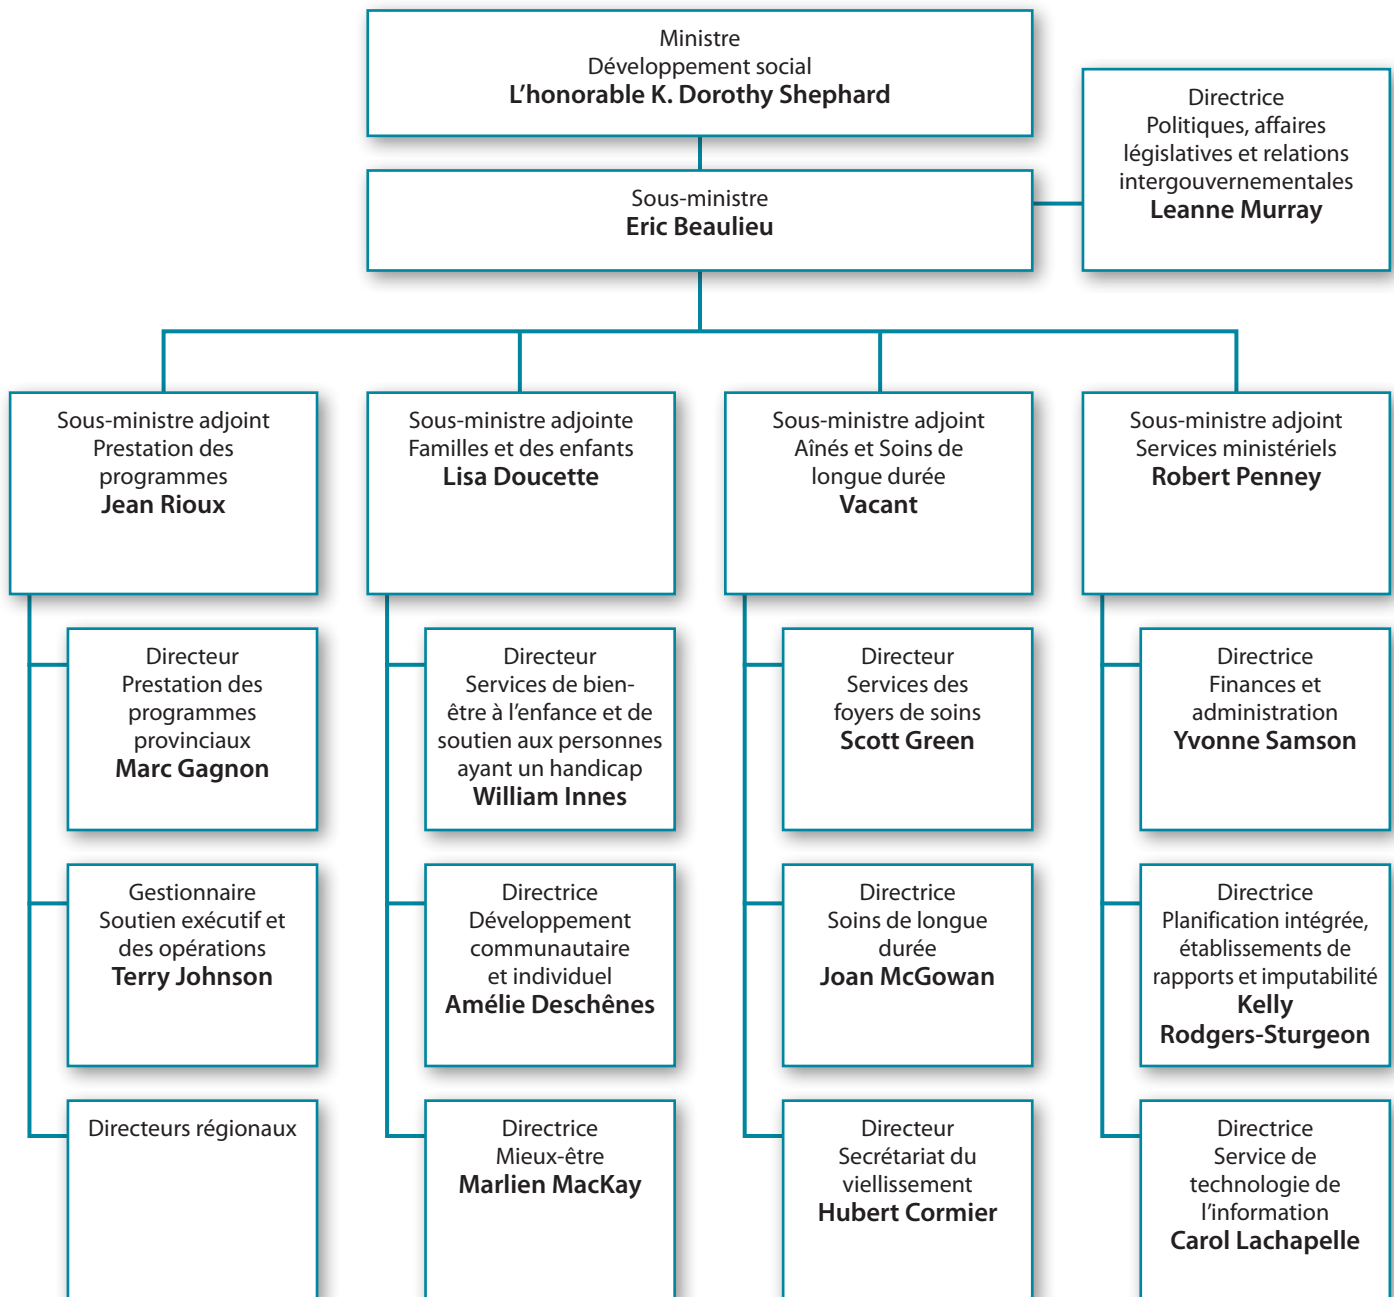 Ministre
Développement social
L'honorable K. Dorothy Shephard
Directrice
Politiques, affaires
législatives et relations
intergouvernementales
Leanne Murray
Sous-ministre
Eric Beaulieu
Sous-ministre adjoint
Prestation des
programmes
Jean Rioux
Sous-ministre adjointe
Familles et des enfants
Lisa Doucette
Sous-ministre adjoint
Aînés et Soins de
longue durée
Vacant
Sous-ministre adjoint
Services ministériels
Robert Penney
Directeur
Prestation des
programmes
provinciaux
Marc Gagnon
Directeur
Services de bien-
être à l'enfance et de
soutien aux personnes
ayant un handicap
William Innes
Directeur
Services des
foyers de soins
Scott Green
Directrice
Finances et
administration
Yvonne Samson
Gestionnaire
Soutien exécutif et
des opérations
Terry Johnson
Directrice
Développement
communautaire
et individuel
Amélie Deschênes
Directrice
Soins de longue
durée
Joan McGowan
Directrice
Planification intégrée,
établissements de
rapports et imputabilité
Kelly
Rodgers-Sturgeon
Directeurs régionaux
Directrice
Mieux-être
Marlien MacKay
Directeur
Secrétariat du
viellissement
Hubert Cormier
Directrice
Service de
technologie de
l'information
Carol Lachapelle